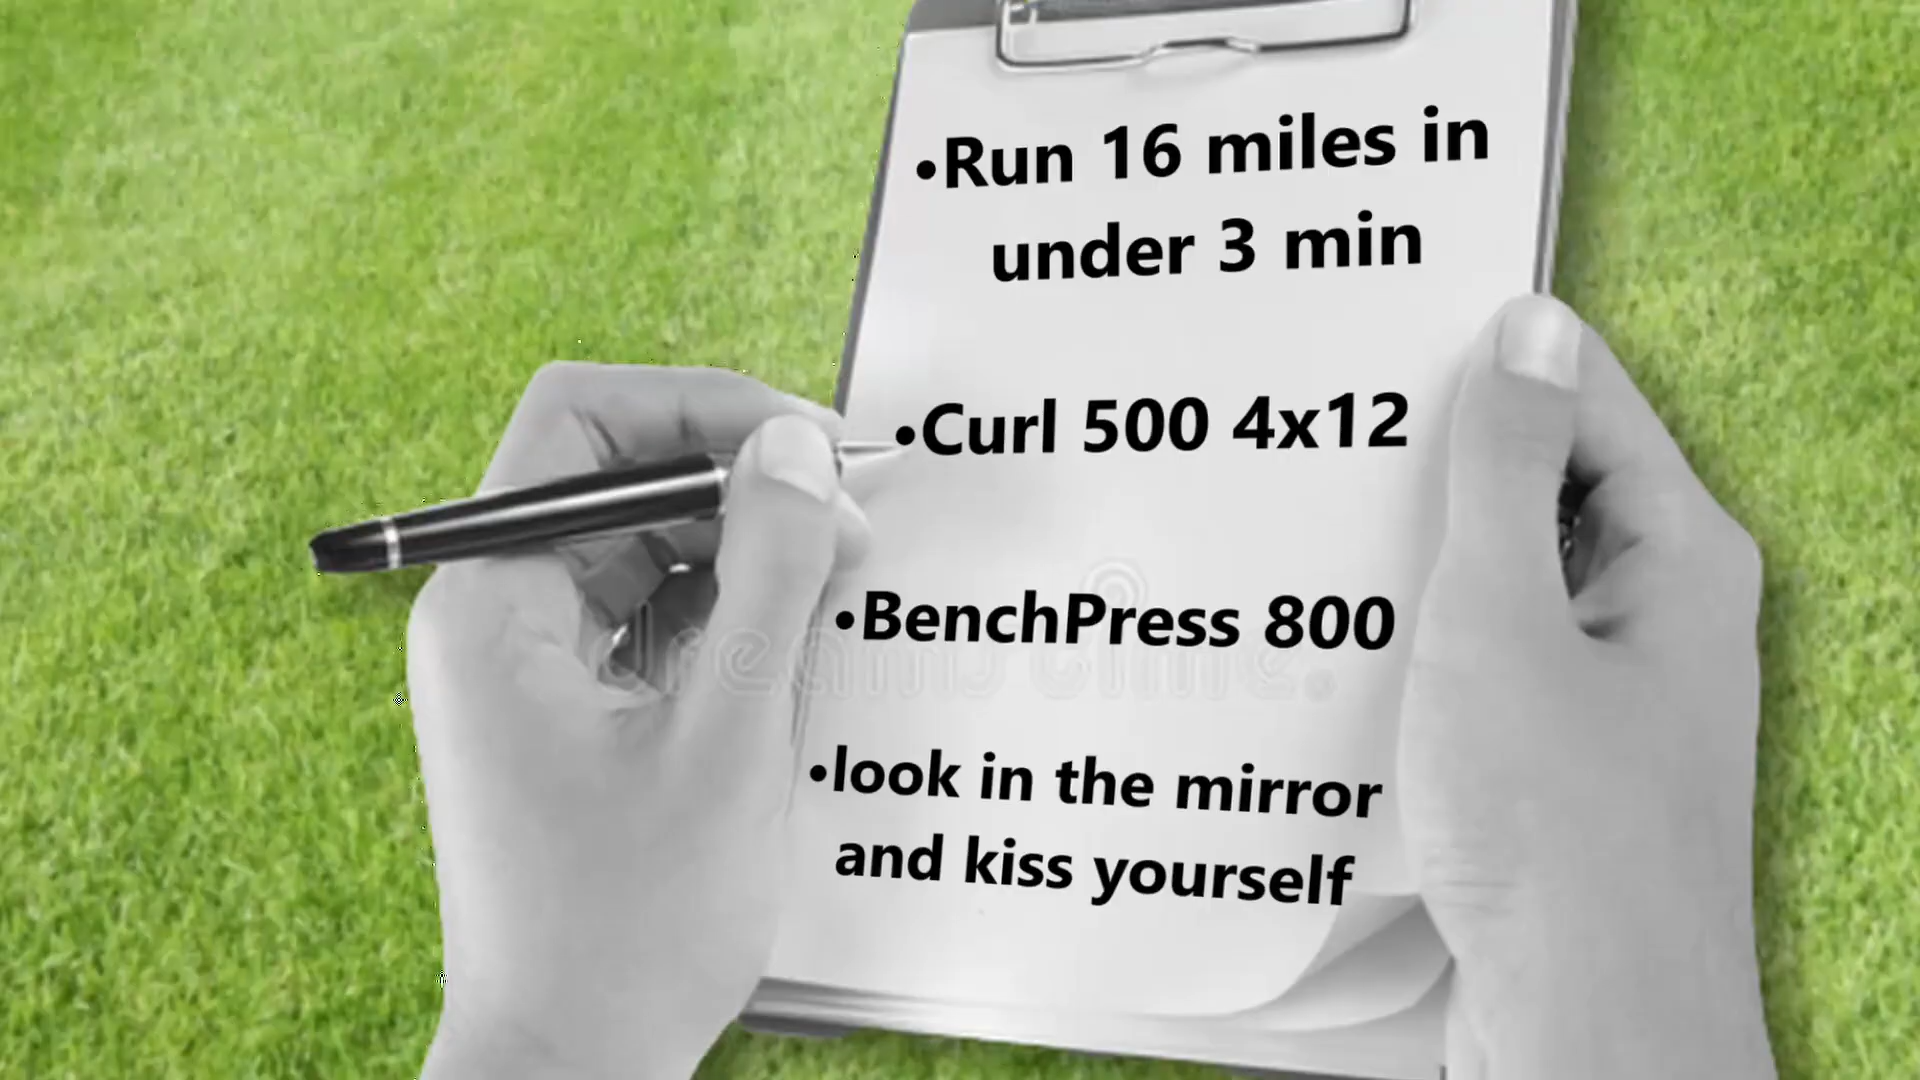 •Run 16 miles in
under 3 min
•Curl 500 4x12
•BenchPress 800
dreamstime.
•look in the mirror
and kiss yourself